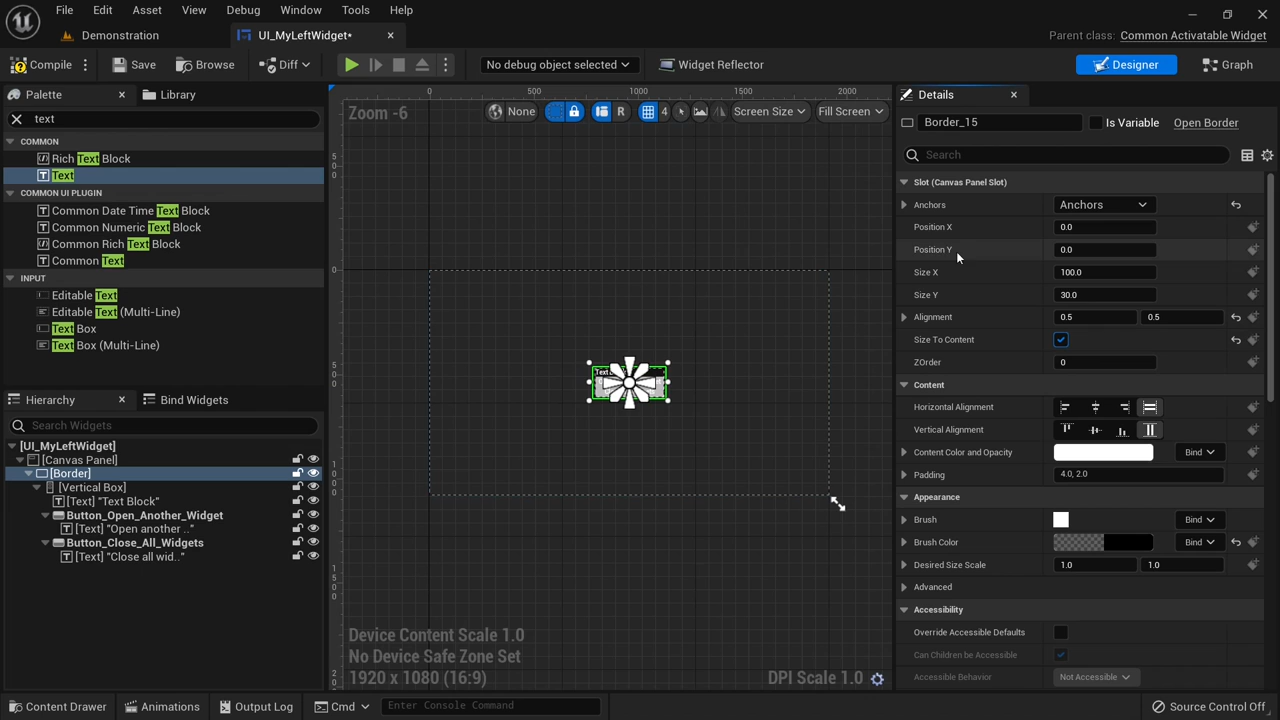 File Edit Asset View Debug Window Tools Help
Demonstration
UI_MyLeftWidget*
Parent class: Common Activatable Widget
Compile
Save
Browse
Diff
No debug object selected
Widget Reflector
Designer
Graph
Palette
Library
text
COMMON
Rich Text Block
Text
COMMON UI PLUGIN
Common Date Time Text Block
Common Numeric Text Block
Common Rich Text Block
Common Text
INPUT
Editable Text
Editable Text (Multi-Line)
Text Box
Text Box (Multi-Line)
Hierarchy
Bind Widgets
Search Widgets
[UI_MyLeftWidget]
[Canvas Panel]
[Border]
[Vertical Box]
[Text] "Text Block"
Button_Open_Another_Widget
[Text] "Open another .."
Button_Close_All_Widgets
[Text] "Close all wid.."
0 500 1000 1500 2000
Zoom -6
None
R
4
Screen Size
Fill Screen
0
500
1000
1500
Device Content Scale 1.0
No Device Safe Zone Set
1920 x 1080 (16:9)
DPI Scale 1.0
Details
Border_15
Is Variable
Open Border
Search
Slot (Canvas Panel Slot)
Anchors Anchors
Position X 0.0
Position Y 0.0
Size X 100.0
Size Y 30.0
Alignment 0.5 0.5
Size To Content
ZOrder 0
Content
Horizontal Alignment
Vertical Alignment
Content Color and Opacity Bind
Padding 4.0, 2.0
Appearance
Brush Bind
Brush Color Bind
Desired Size Scale 1.0 1.0
Advanced
Accessibility
Override Accessible Defaults
Can Children be Accessible
Accessible Behavior Not Accessible
Content Drawer
Animations
Output Log
Cmd
Enter Console Command
Source Control Off